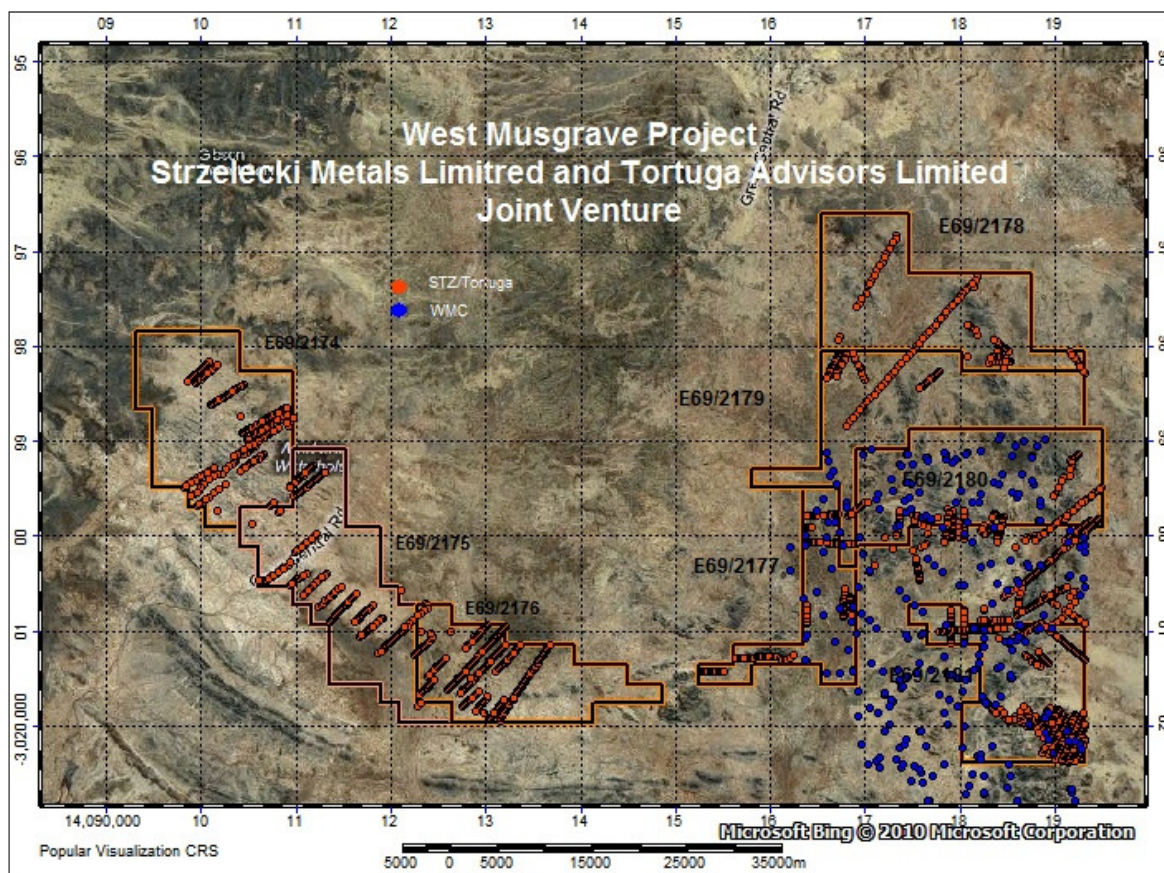 09 10 11 12 13 14 15 16 17 18 19
95
West Musgrave Project
96
Strzelecki Metals Limitred and Tortuga Advisors Limited
Joint Venture
97
E69/2178
STZ/Tortuga
WMC
98
E69/2174
E69/2179
99
E69/2180
00
E69/2175
E69/2177
E69/2176
01
-3,020,000
14,090,000 10 11 12 13 14 15 16 17 18 19
Microsoft Bing © 2010 Microsoft Corporation
Popular Visualization CRS
5000 0 5000 15000 25000 35000m